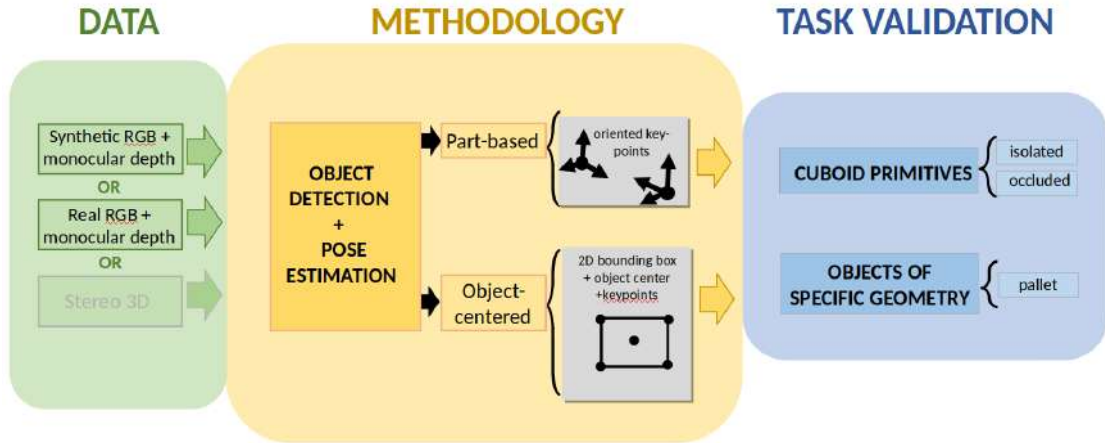 DATA
METHODOLOGY
TASK VALIDATION
Synthetic RGB +
monocular depth
OR
Real RGB +
monocular depth
OR
Stereo 3D
OBJECT
DETECTION
+
POSE
ESTIMATION
Part-based
oriented key-
points
Object-
centered
2D bounding box
+ object center
+keypoints
CUBOID PRIMITIVES
isolated
occluded
OBJECTS OF
SPECIFIC GEOMETRY
pallet